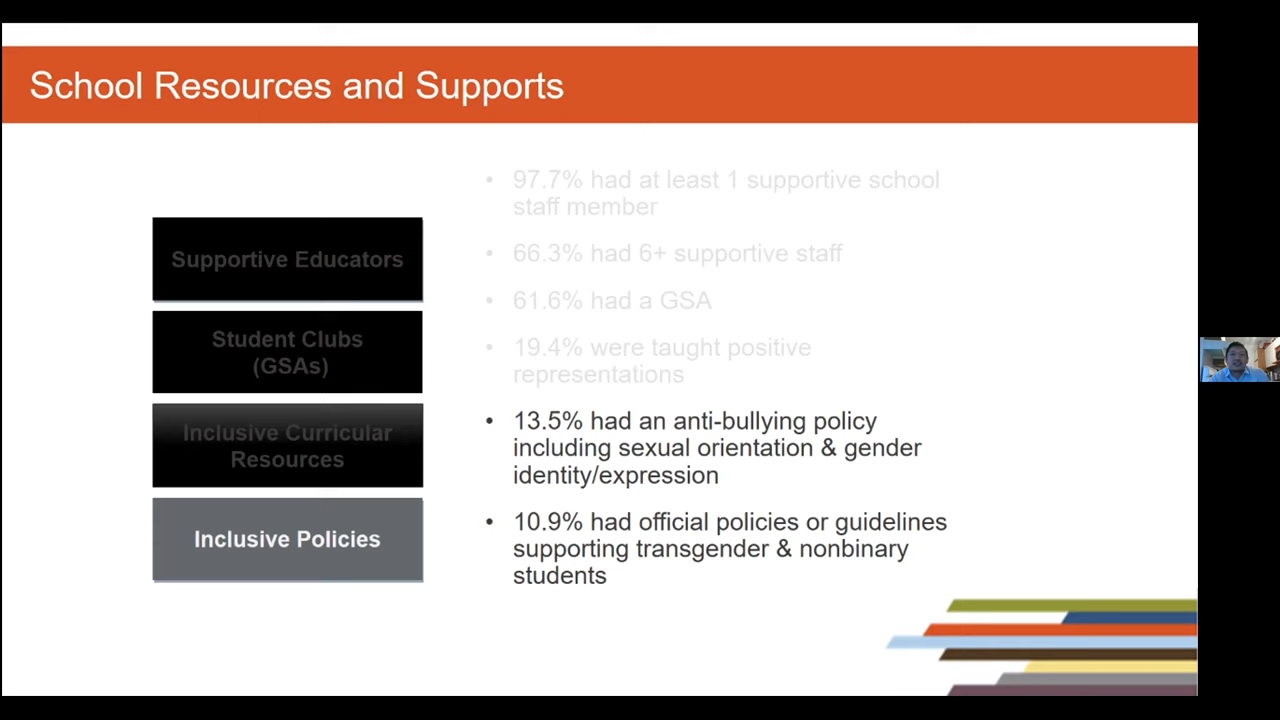 School Resources and Supports
Supportive Educators
Student Clubs
(GSAs)
Inclusive Curricular
Resources
Inclusive Policies
• 97.7% had at least 1 supportive school
staff member
• 66.3% had 6+ supportive staff
• 61.6% had a GSA
• 19.4% were taught positive
representations
• 13.5% had an anti-bullying policy
including sexual orientation & gender
identity/expression
• 10.9% had official policies or guidelines
supporting transgender & nonbinary
students